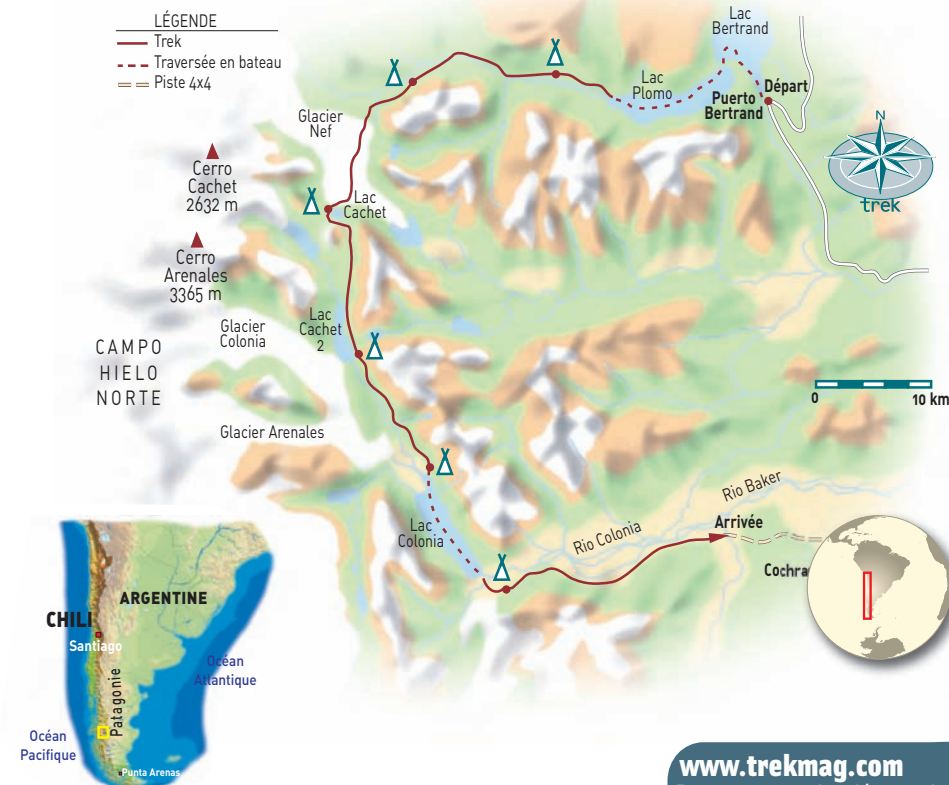 LÉGENDE
Trek
Traversée en bateau
Piste 4x4
Lac
Bertrand
Lac
Plomo
Départ
Puerto
Bertrand
N
trek
Glacier
Nef
Cerro
Cachet
2632 m
Lac
Cachet
Cerro
Arenales
3365 m
Lac
Cachet
2
Glacier
Colonia
CAMPO
HIELO
NORTE
Glacier Arenales
0
10 km
Rio Baker
Arrivée
Rio Colonia
Lac
Colonia
Cochra
ARGENTINE
CHILI
Santiago
Patagonie
Océan
Atlantique
Océan
Pacifique
Punta Arenas
www.trekmag.com